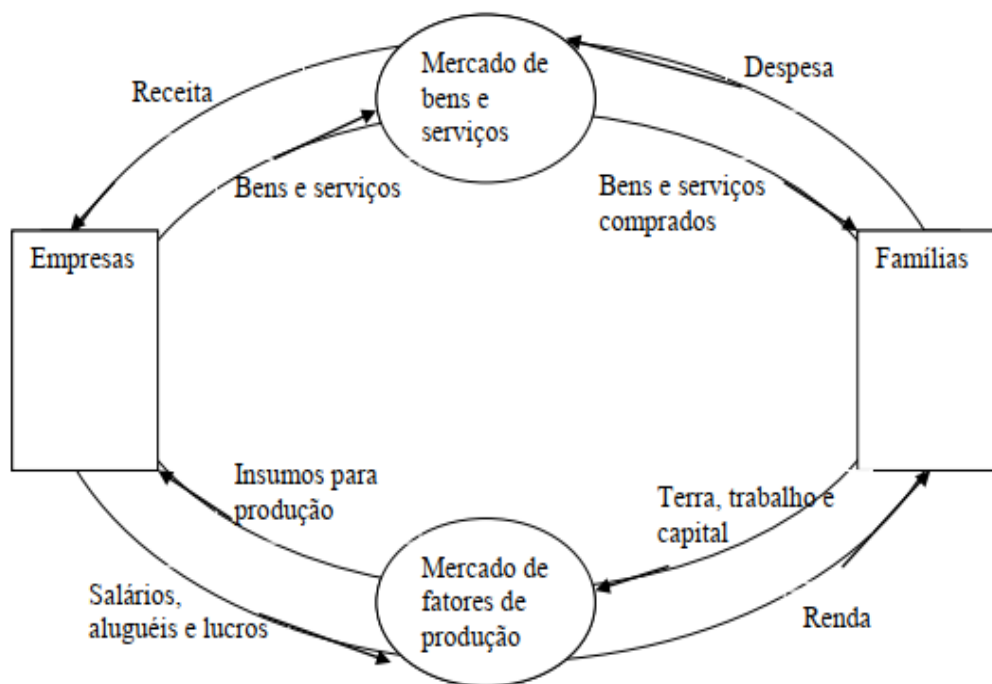 Mercado de
bens e
serviços
Despesa
Receita
Bens e serviços
Bens e serviços
comprados
Empresas
Famílias
Insumos para
produção
Terra, trabalho e
capital
Mercado de
fatores de
produção
Salários,
aluguéis e lucros
Renda